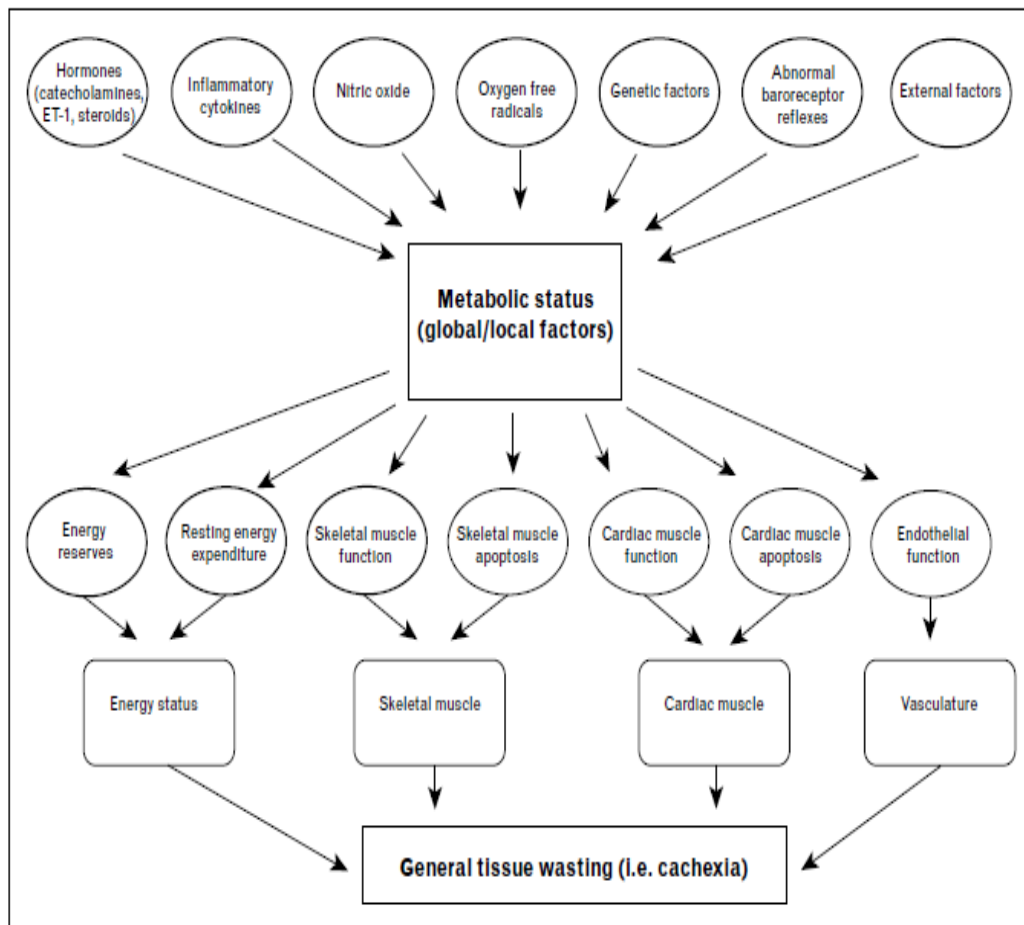 Hormones
(catecholamines,
ET-1, steroids)
Inflammatory
cytokines
Nitric oxide
Oxygen free
radicals
Genetic factors
Abnormal
baroreceptor
reflexes
External factors
Metabolic status
(global/local factors)
Energy
reserves
Resting energy
expenditure
Skeletal muscle
function
Skeletal muscle
apoptosis
Cardiac muscle
function
Cardiac muscle
apoptosis
Endothelial
function
Energy status
Skeletal muscle
Cardiac muscle
Vasculature
General tissue wasting (i.e. cachexia)